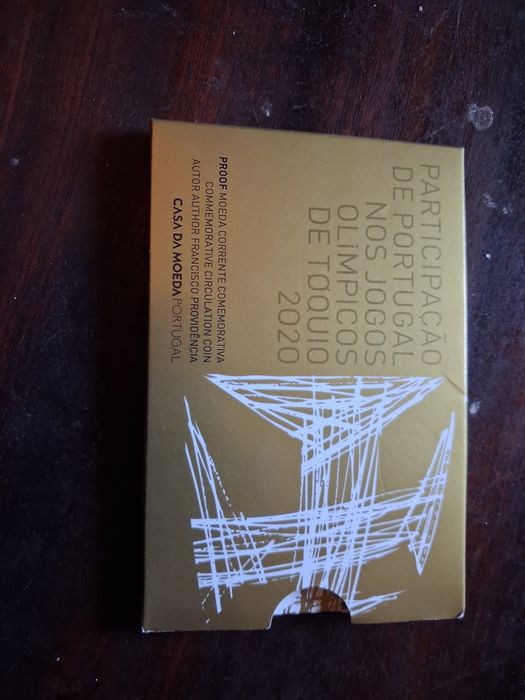 PARTICIPAÇÃO
DE PORTUGAL
NOS JOGOS
OLíMPICOS
DE TOQUIO
2020
PROOF MOEDA CORRENTE COMEMORATIVA
COMMEMORATIVE CIRCULATION COIN
AUTOR AUTHOR FRANCISCO PROVIDÊNCIA
CASA DA MOEDA PORTUGAL